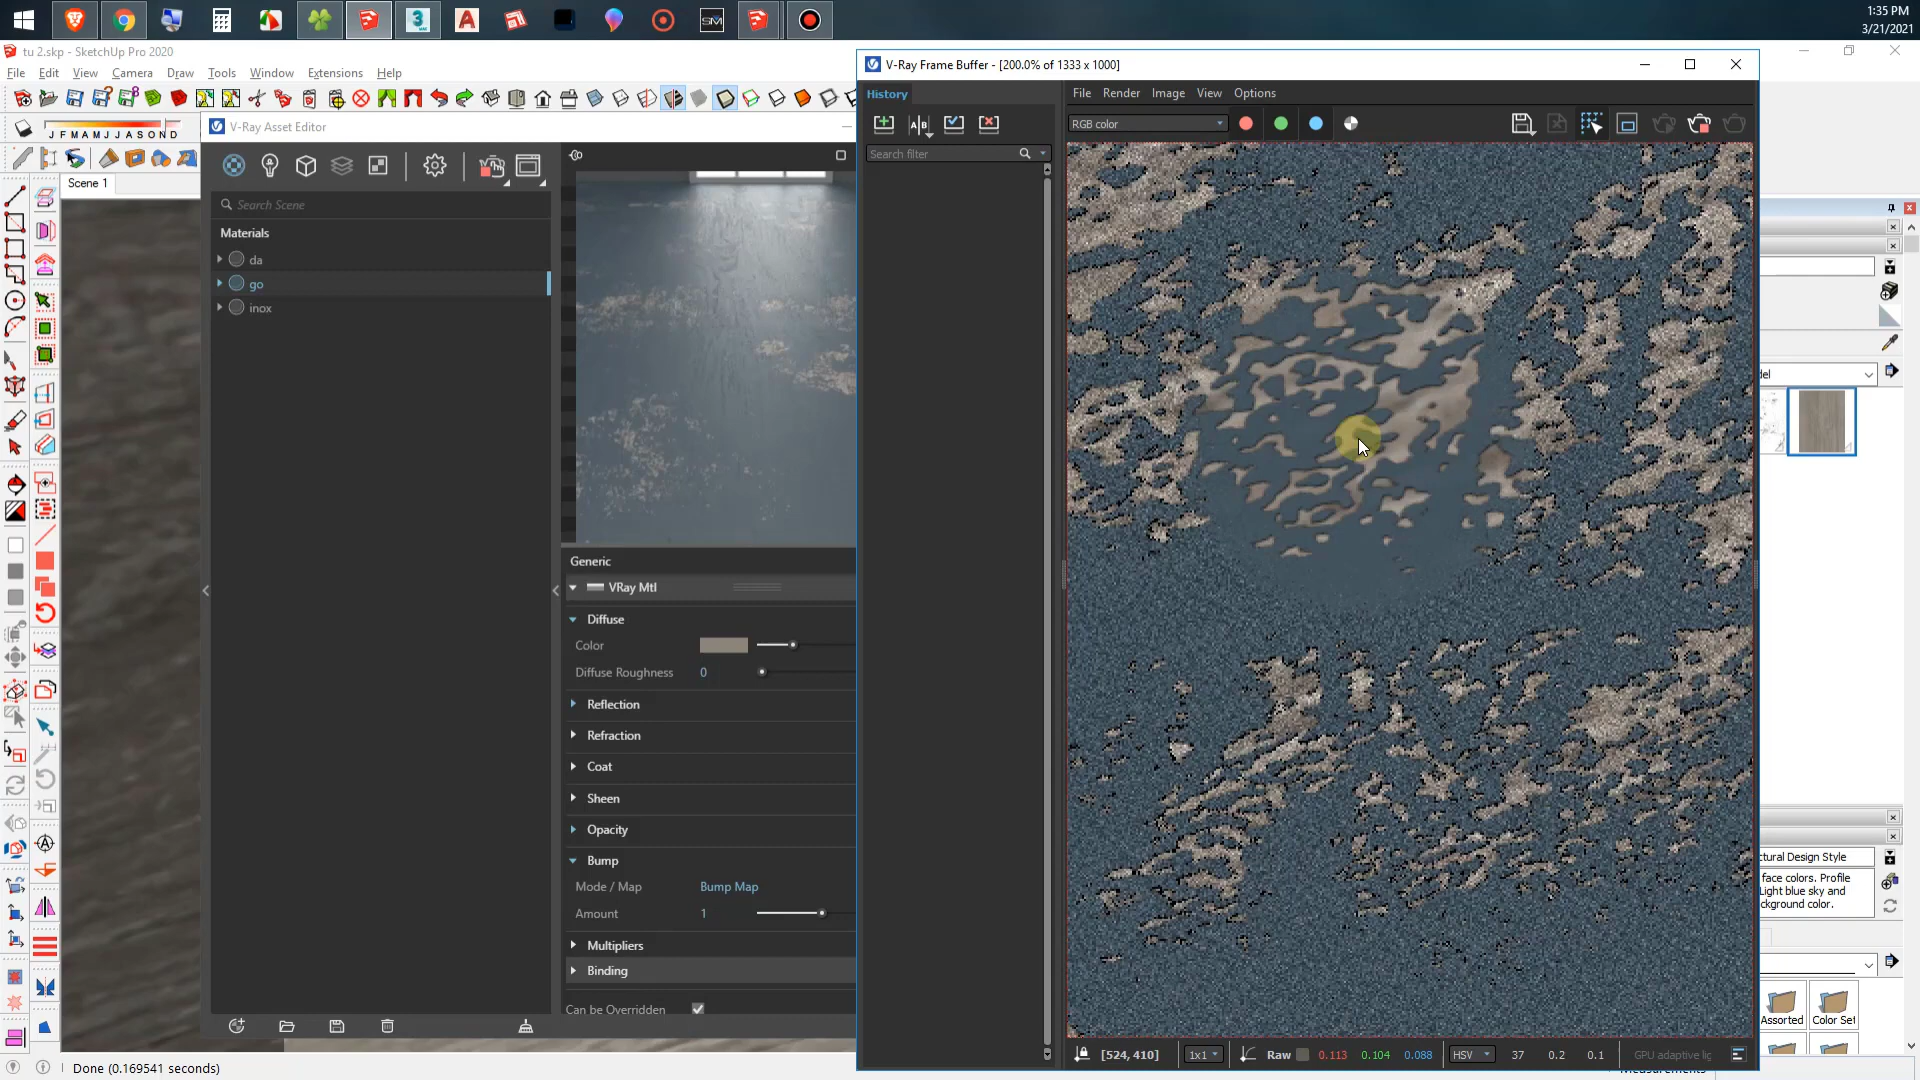 1:35 PM
3/21/2021
tu 2.skp - SketchUp Pro 2020
File Edit View Camera Draw Tools Window Extensions Help
J F M A M J J A S O N D
Scene 1
V-Ray Asset Editor
Search Scene
Materials
da
go
inox
Generic
VRay Mtl
Diffuse
Color
Diffuse Roughness 0
Reflection
Refraction
Coat
Sheen
Opacity
Bump
Mode / Map Bump Map
Amount 1
Multipliers
Binding
Can be Overridden
V-Ray Frame Buffer - [200.0% of 1333 x 1000]
History
File Render Image View Options
RGB color
Search filter
[524, 410] 1x1 Raw 0.113 0.104 0.088 HSV 37 0.2 0.1 GPU adaptive lig
del
ctural Design Style
face colors. Profile
Light blue sky and
ckground color.
Assorted Color Set
Done (0.169541 seconds)
Measurements